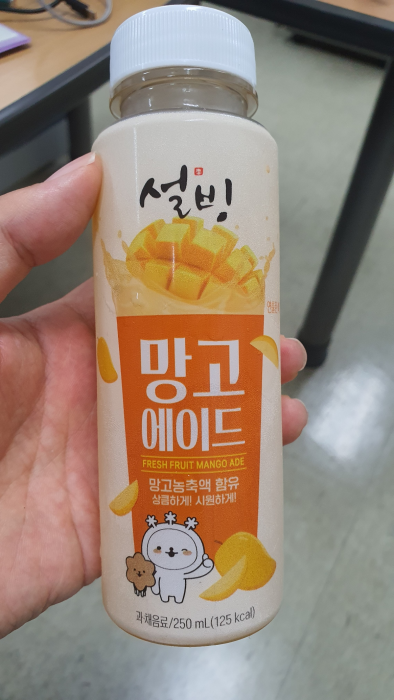 설빙
망고
에이드
FRESH FRUIT MANGO ADE
망고농축액 함유
상큼하게! 시원하게!
과·채음료/250 mL(125 kcal)